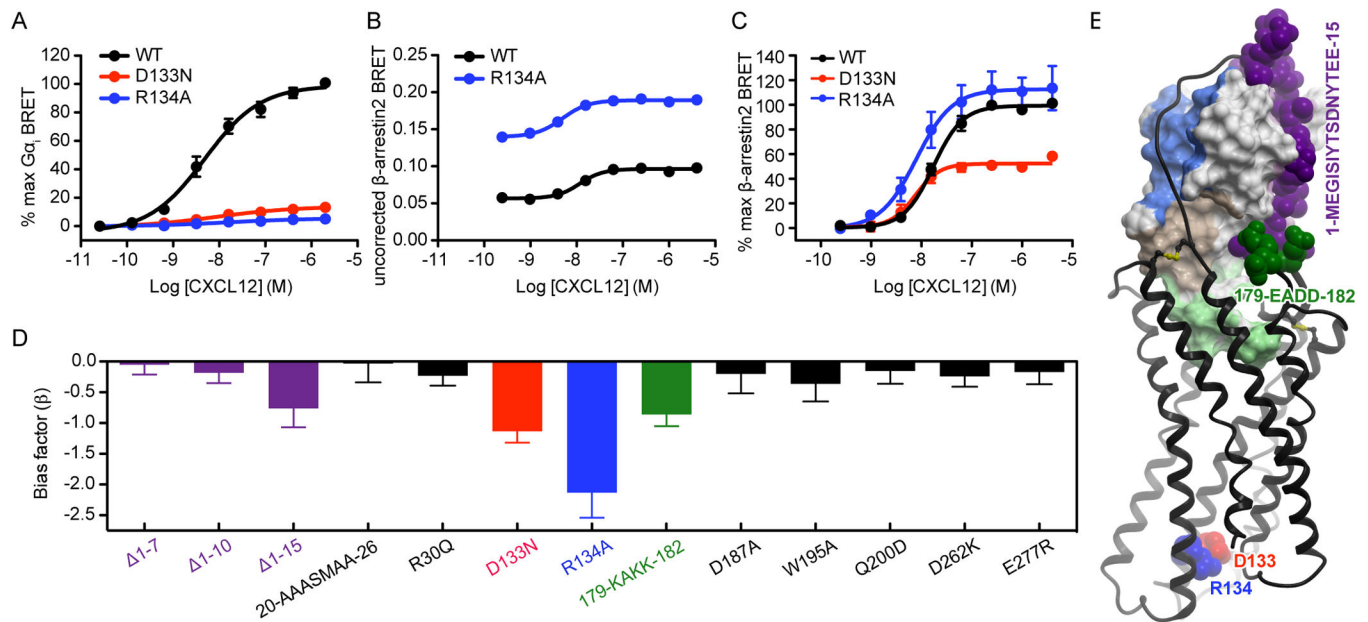 A
% max Gαi BRET
120
100
80
60
40
20
0
WT
D133N
R134A
-11 -10 -9 -8 -7 -6 -5
Log [CXCL12] (M)
B
uncorrected β-arrestin2 BRET
0.25
0.20
0.15
0.10
0.05
0.00
WT
R134A
-11 -10 -9 -8 -7 -6 -5
Log [CXCL12] (M)
C
% max β-arrestin2 BRET
140
120
100
80
60
40
20
0
WT
D133N
R134A
-11 -10 -9 -8 -7 -6 -5
Log [CXCL12] (M)
D
Bias factor (β)
0.0
-0.5
-1.0
-1.5
-2.0
-2.5
Δ1-7
Δ1-10
Δ1-15
20-AAASMAA-26
R30Q
D133N
R134A
179-KAKK-182
D187A
W195A
Q200D
D262K
E277R
E
1-MEGISIYTSDNYTEE-15
179-EADD-182
D133
R134